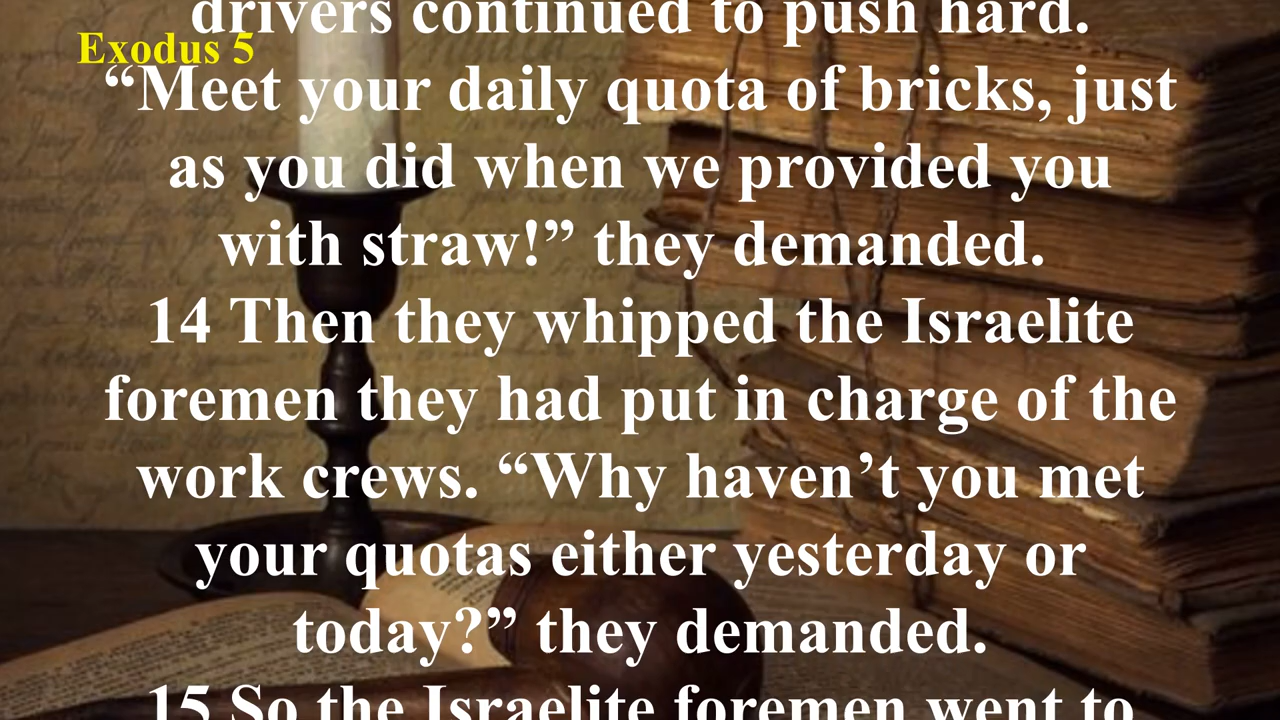 drivers continued to push hard.
Exodus 5
“Meet your daily quota of bricks, just
as you did when we provided you
with straw!” they demanded.
14 Then they whipped the Israelite
foremen they had put in charge of the
work crews. “Why haven’t you met
your quotas either yesterday or
today?” they demanded.
15 So the Israelite foremen went to